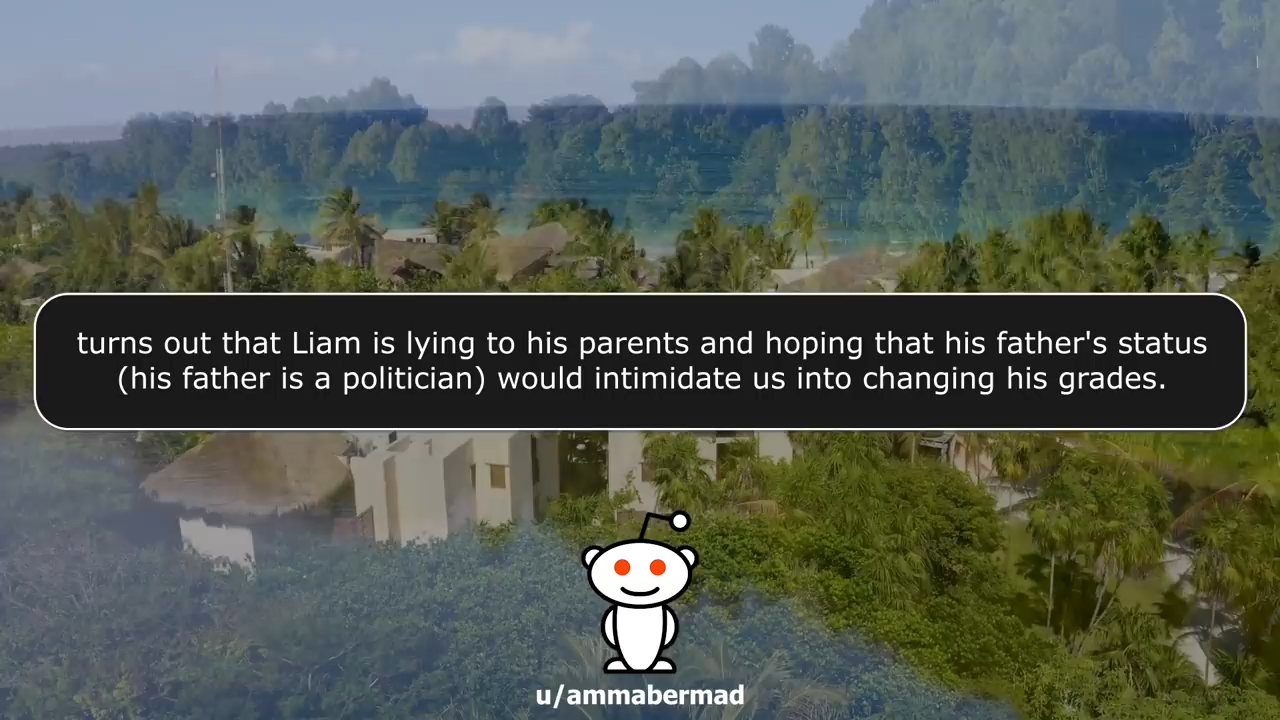 turns out that Liam is lying to his parents and hoping that his father's status
(his father is a politician) would intimidate us into changing his grades.
u/ammabermad